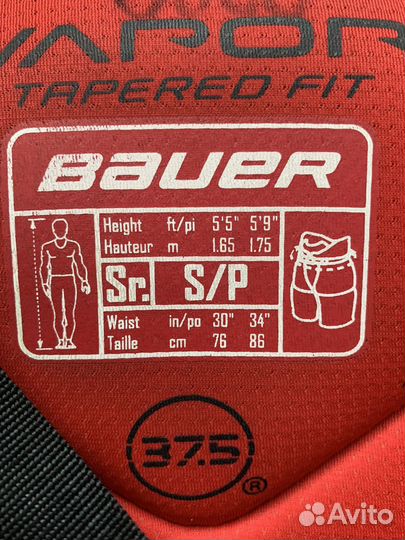 VAPOR
TAPERED FIT
BAUER
Height ft/pi 5'5" 5'9"
Hauteur m 1.65 1.75
Sr. S/P
Waist in/po 30" 34"
Taille cm 76 86
37.5
®
Avito